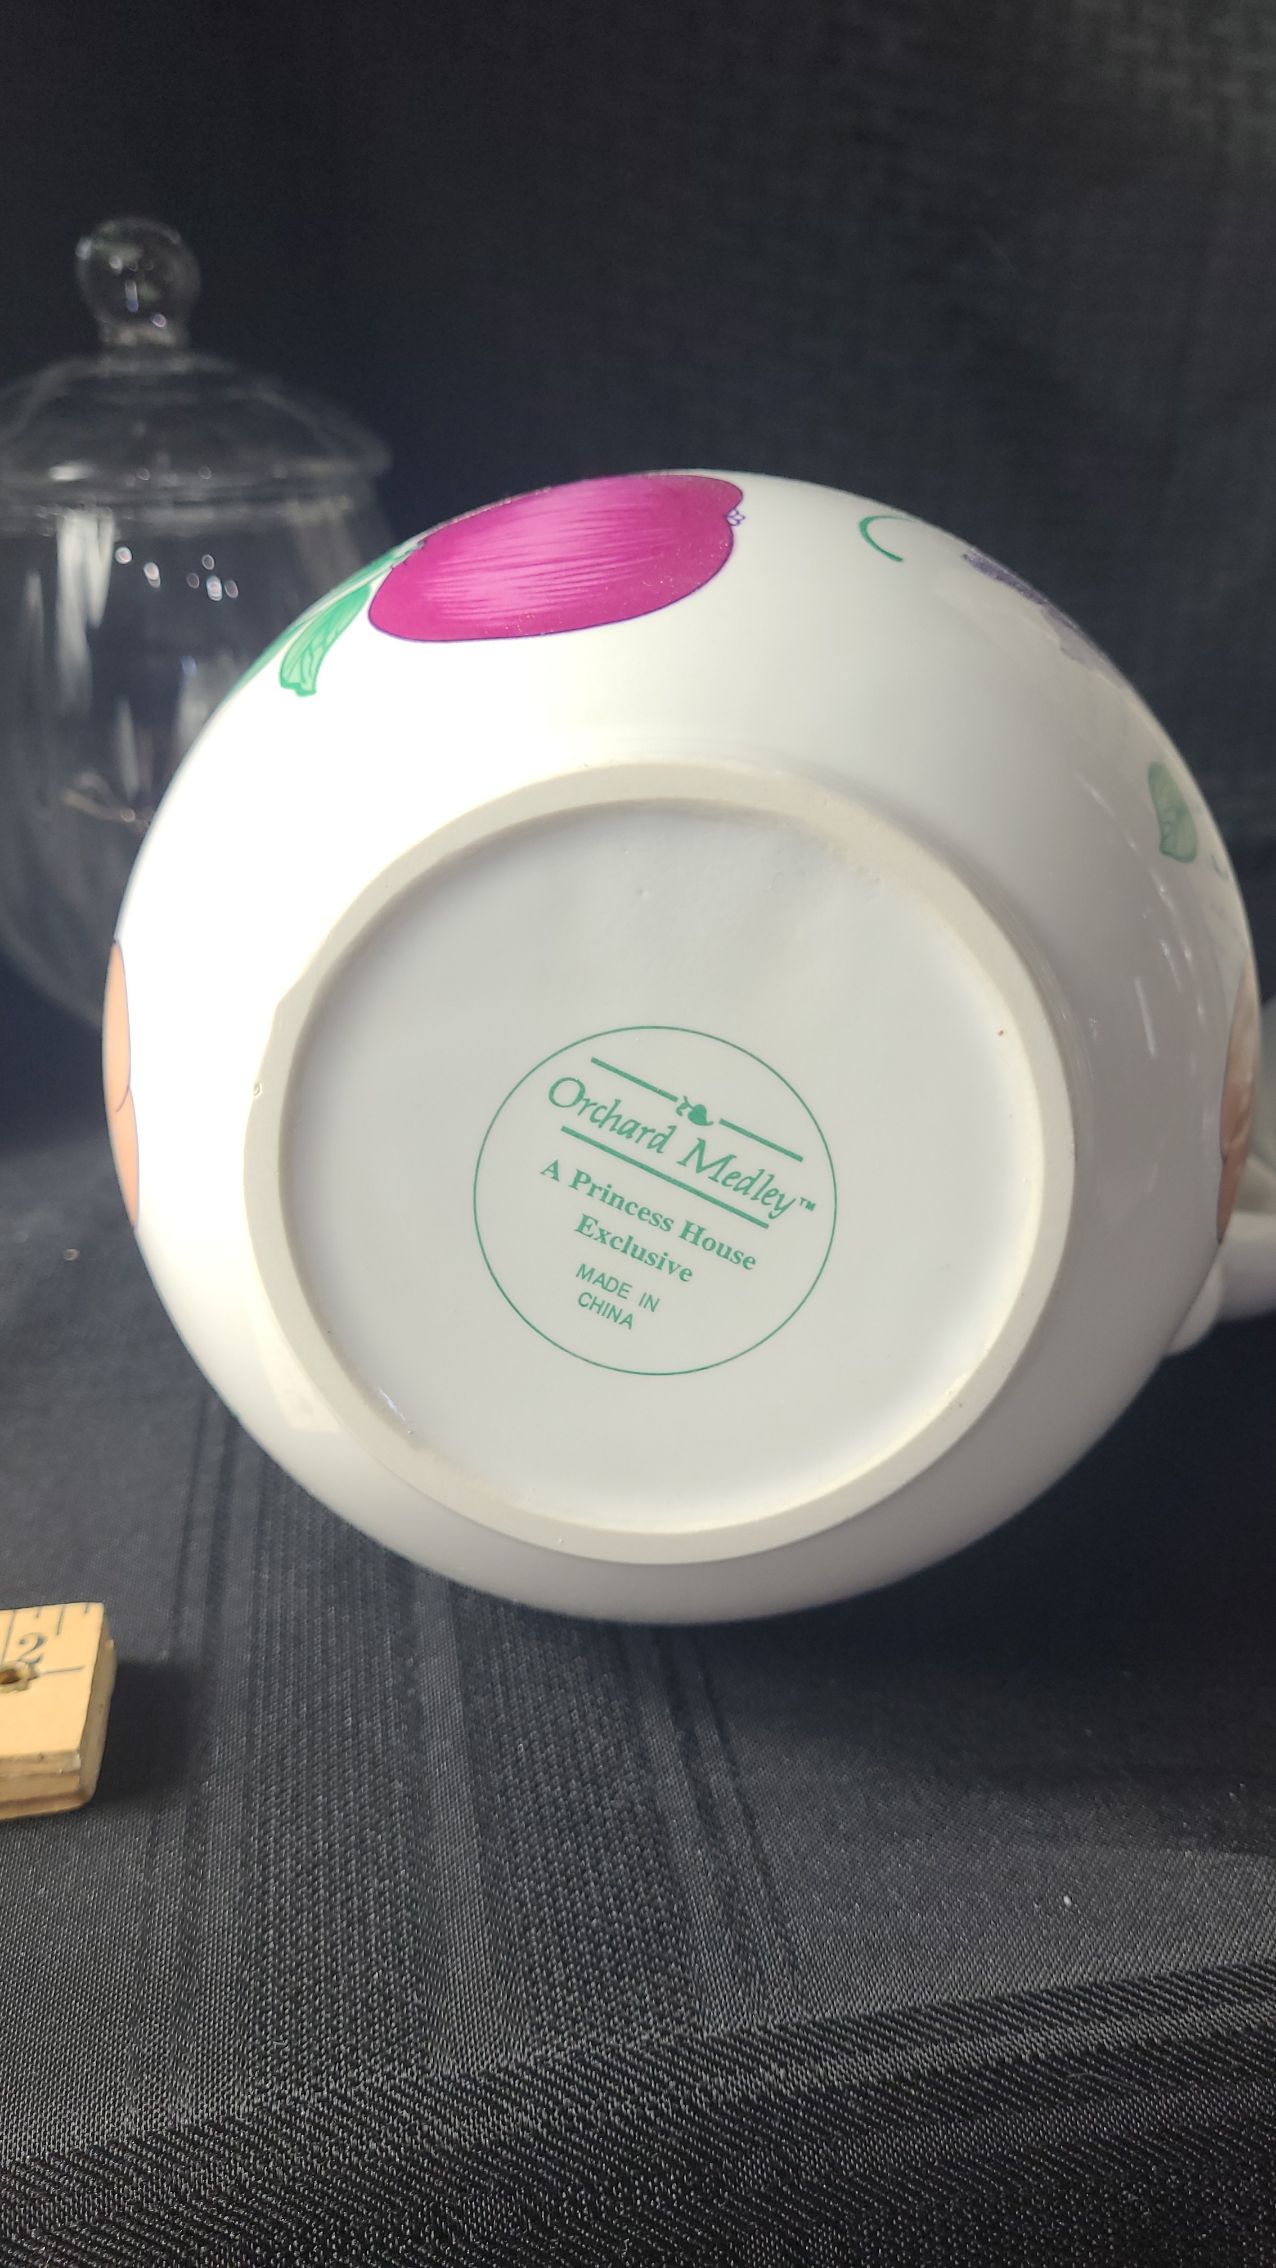 Orchard Medley™
A Princess House
Exclusive
MADE IN
CHINA
2